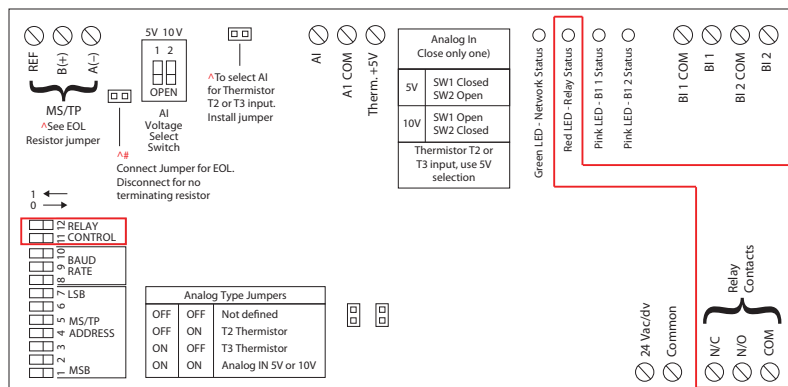 REF
B(+)
A(−)
MS/TP
^See EOL
Resistor jumper
5V 10V
1 2
OPEN
AI
Voltage
Select
Switch
^To select AI
for Thermistor
T2 or T3 input.
Install jumper
^#
Connect Jumper for EOL.
Disconnect for no
terminating resistor
AI
A1 COM
Therm. +5V
Analog In
Close only one)
5V SW1 Closed
SW2 Open
10V SW1 Open
SW2 Closed
Thermistor T2 or
T3 input, use 5V
selection
Green LED - Network Status
Red LED - Relay Status
Pink LED - B1 1 Status
Pink LED - B1 2 Status
BI 1 COM
BI 1
BI 2 COM
BI 2
1
0
12 RELAY
11 CONTROL
10 BAUD
9 RATE
8
7 LSB
6
5 MS/TP
4 ADDRESS
3
2
1 MSB
Analog Type Jumpers
OFF OFF Not defined
OFF ON T2 Thermistor
ON OFF T3 Thermistor
ON ON Analog IN 5V or 10V
24 Vac/dv
Common
Relay
Contacts
N/C
N/O
COM